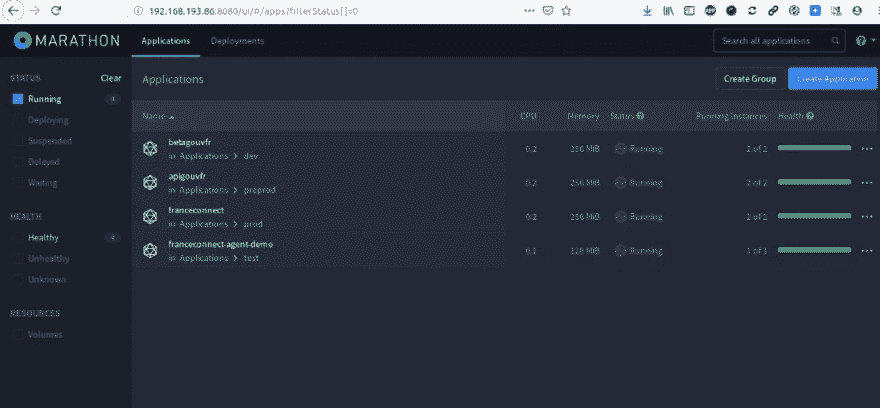 192.168.193.86:8080/ui/#/apps?filterStatus[]=0
MARATHON
Applications
Deployments
Search all applications
STATUS
Clear
Running
4
Deploying
Suspended
Delayed
Waiting
HEALTH
Healthy
4
Unhealthy
Unknown
RESOURCES
Volumes
Applications
Create Group
Create Application
Name
CPU
Memory
Status
Running Instances
Health
betagouvfr
in Applications > dev
0.2
256 MiB
Running
2 of 2
apigouvfr
in Applications > preprod
0.2
256 MiB
Running
2 of 2
franceconnect
in Applications > prod
0.2
256 MiB
Running
2 of 2
franceconnect-agent-demo
in Applications > test
0.1
128 MiB
Running
1 of 1